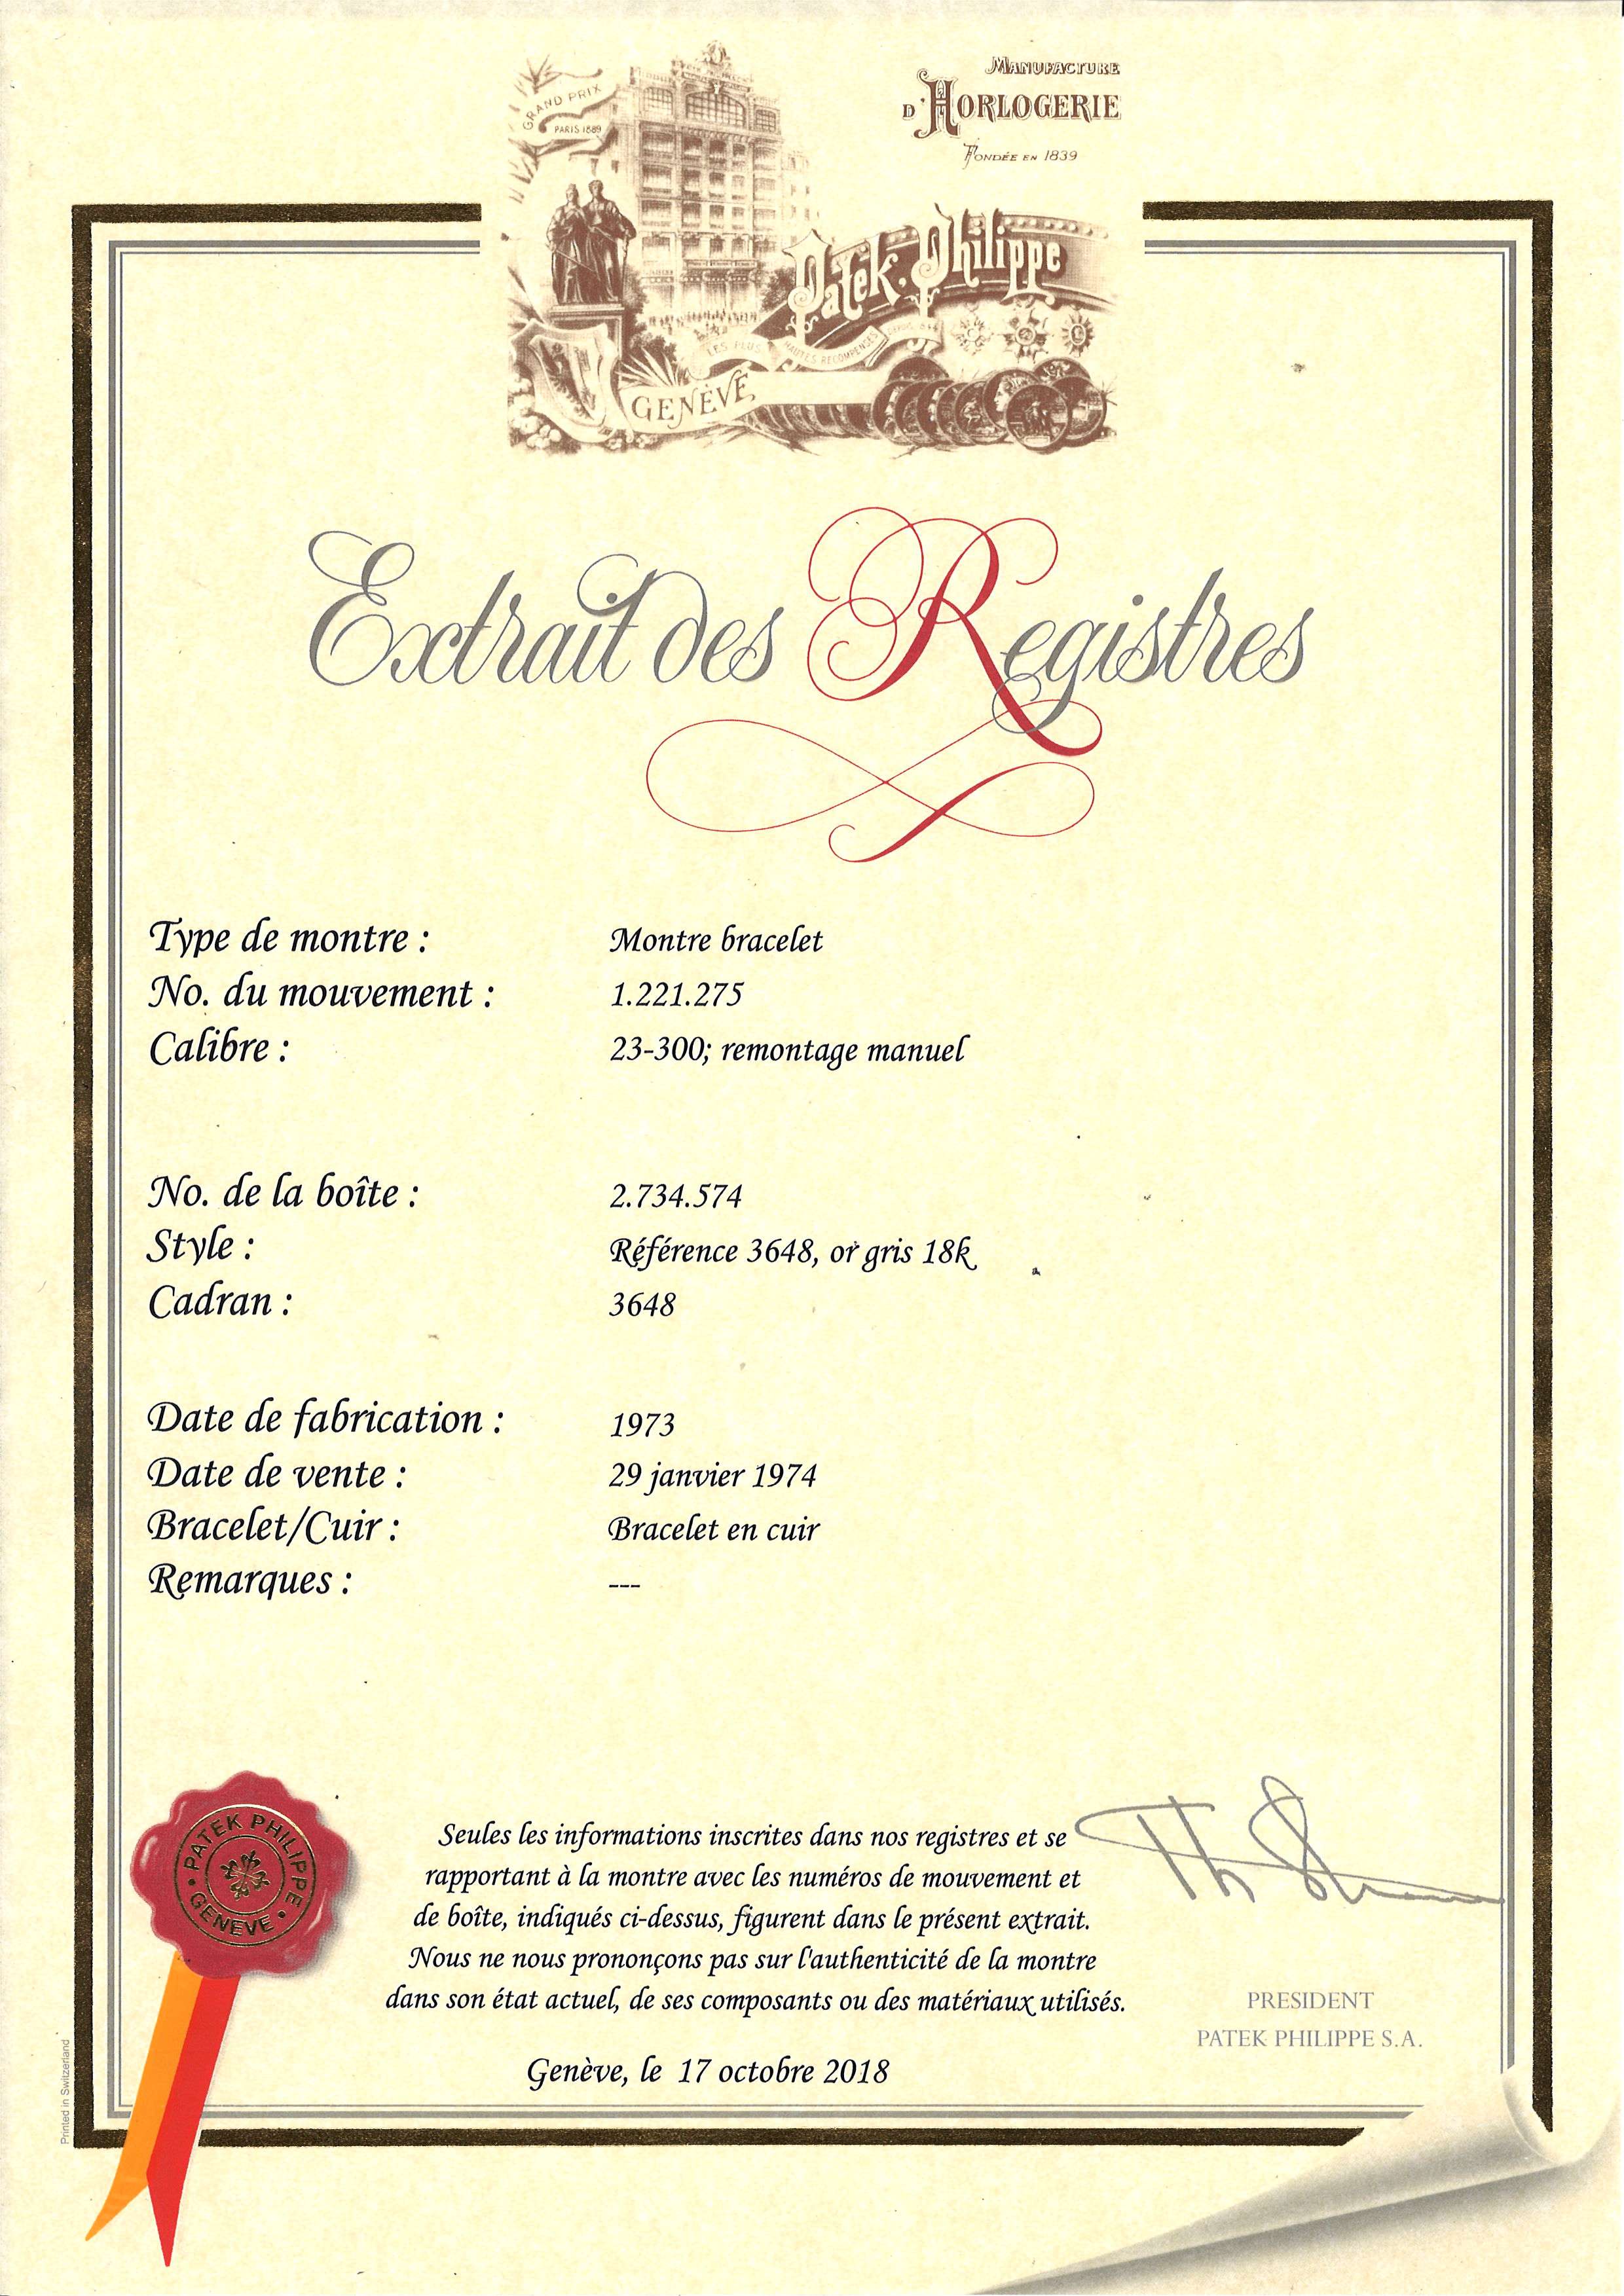 MANUFACTURE
D'HORLOGERIE
FONDÉE EN 1839
GRAND PRIX
PARIS 1889
Patek Philippe
LES PLUS HAUTES RECOMPENSES
GENÈVE
Extrait des Registres
Type de montre : Montre bracelet
No. du mouvement : 1.221.275
Calibre : 23-300; remontage manuel
No. de la boîte : 2.734.574
Style : Référence 3648, or gris 18k
Cadran : 3648
Date de fabrication : 1973
Date de vente : 29 janvier 1974
Bracelet/Cuir : Bracelet en cuir
Remarques : ---
PATEK PHILIPPE
• GENEVE •
Seules les informations inscrites dans nos registres et se
rapportant à la montre avec les numéros de mouvement et
de boîte, indiqués ci-dessus, figurent dans le présent extrait.
Nous ne nous prononçons pas sur l'authenticité de la montre
dans son état actuel, de ses composants ou des matériaux utilisés.
Genève, le 17 octobre 2018
PRESIDENT
PATEK PHILIPPE S.A.
Printed in Switzerland